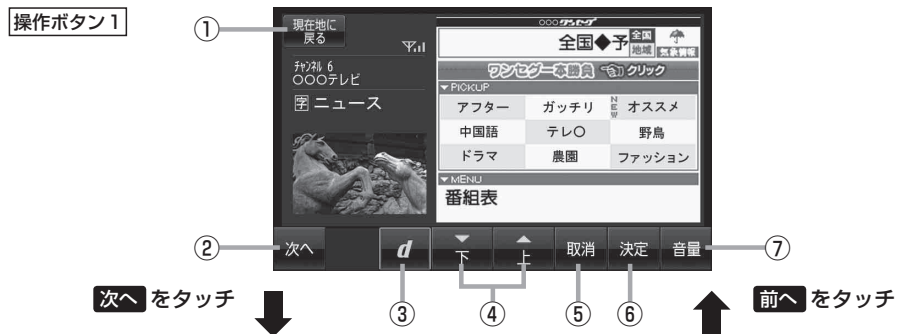 操作ボタン1
①
現在地に
戻る
○○○ワンセグ
全国◆予
全国
地域
気象情報
チャンネル 6
○○○テレビ
字 ニュース
ワンセグ一本勝負 クリック
▼PICKUP
アフター ガッチリ NEW オススメ
中国語 テレ○ 野鳥
ドラマ 農園 ファッション
▼MENU
番組表
② 次へ d ▼下 ▲上 取消 決定 音量 ⑦
次へ をタッチ ③ ④ ⑤ ⑥ 前へ をタッチ